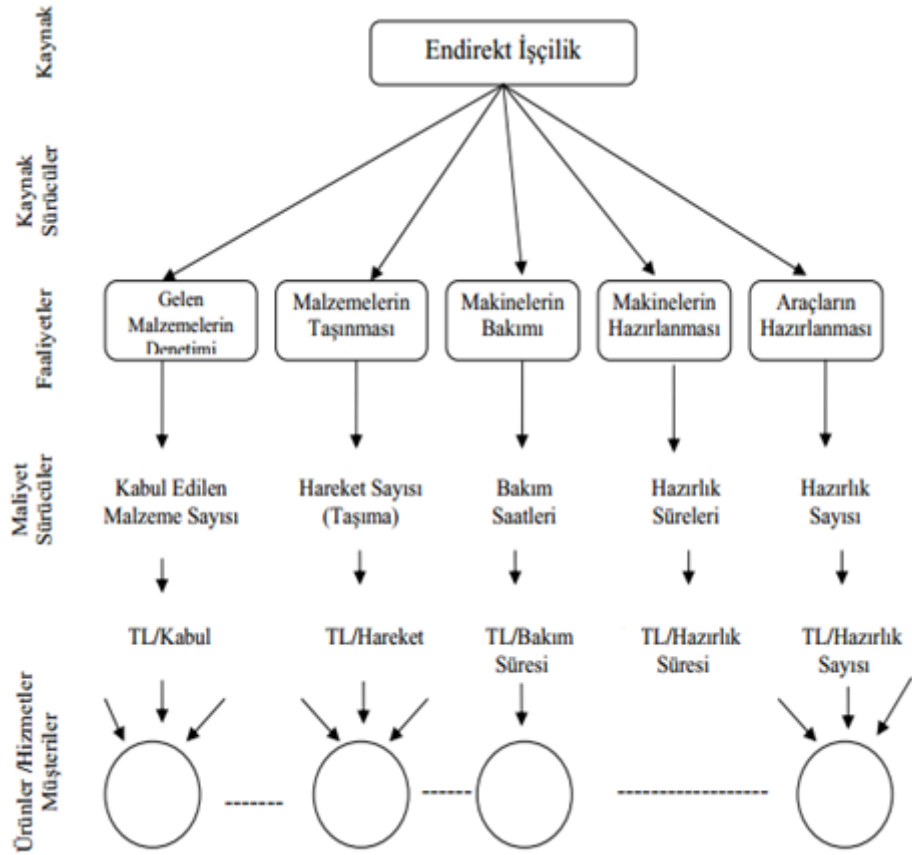 Kaynak
Endirekt İşçilik
Kaynak
Sürücüler
Faaliyetler
Gelen
Malzemelerin
Denetimi
Malzemelerin
Taşınması
Makinelerin
Bakımı
Makinelerin
Hazırlanması
Araçların
Hazırlanması
Maliyet
Sürücüler
Kabul Edilen
Malzeme Sayısı
Hareket Sayısı
(Taşıma)
Bakım
Saatleri
Hazırlık
Süreleri
Hazırlık
Sayısı
TL/Kabul
TL/Hareket
TL/Bakım
Süresi
TL/Hazırlık
Süresi
TL/Hazırlık
Sayısı
Ürünler /Hizmetler
Müşteriler